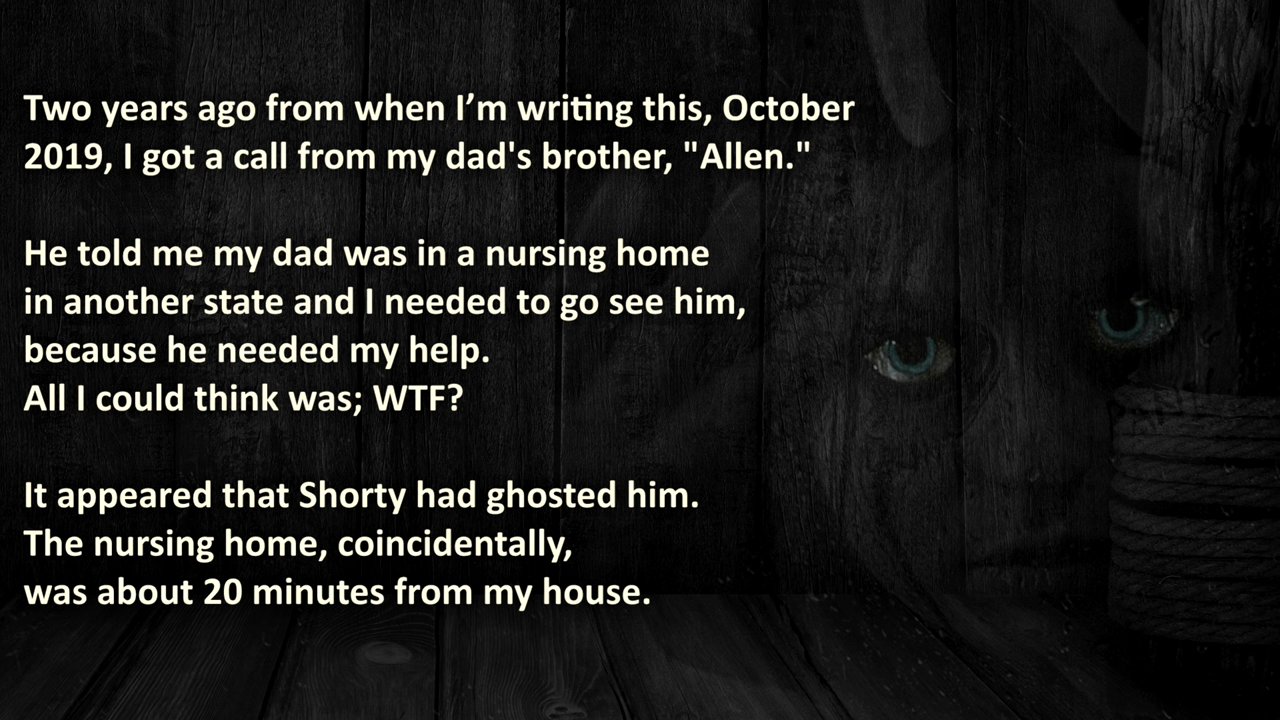 Two years ago from when I’m writing this, October
2019, I got a call from my dad's brother, "Allen."
He told me my dad was in a nursing home
in another state and I needed to go see him,
because he needed my help.
All I could think was; WTF?
It appeared that Shorty had ghosted him.
The nursing home, coincidentally,
was about 20 minutes from my house.